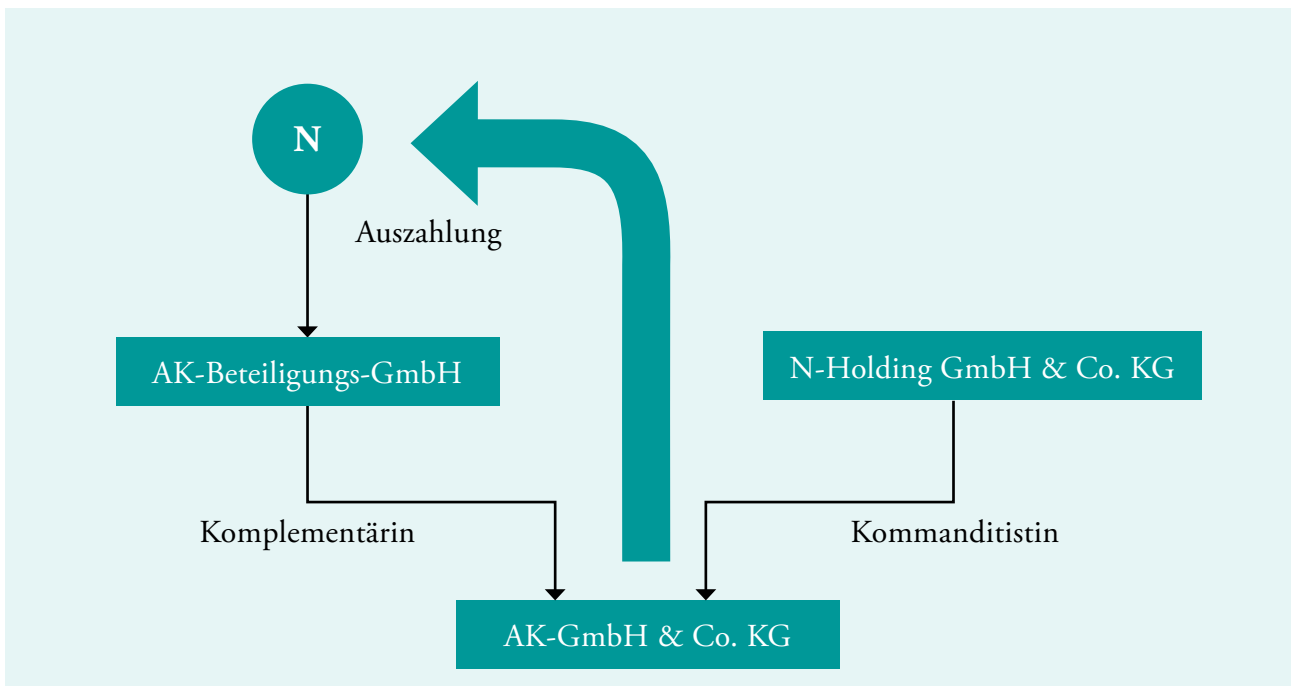 N
Auszahlung
AK-Beteiligungs-GmbH
N-Holding GmbH & Co. KG
Komplementärin
Kommanditistin
AK-GmbH & Co. KG